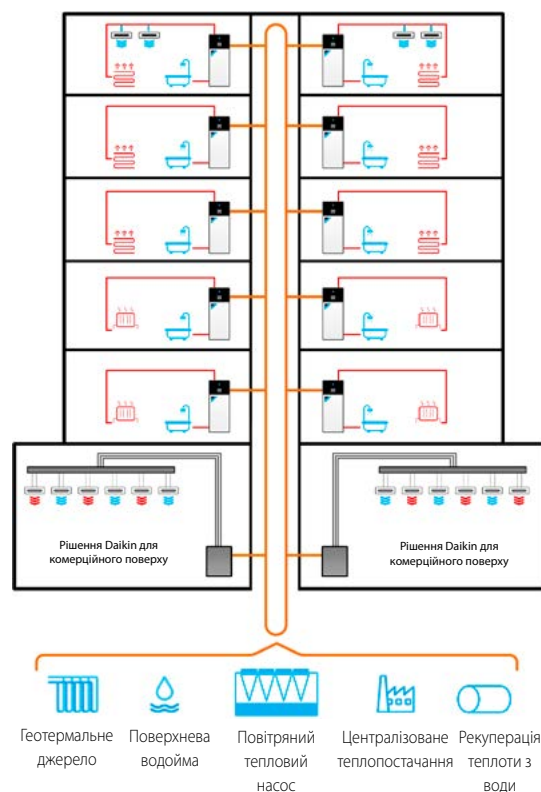 Рішення Daikin для
комерційного поверху
Рішення Daikin для
комерційного поверху
Геотермальне
джерело
Поверхнева
водойма
Повітряний
тепловий
насос
Централізоване
теплопостачання
Рекуперація
теплоти з
води